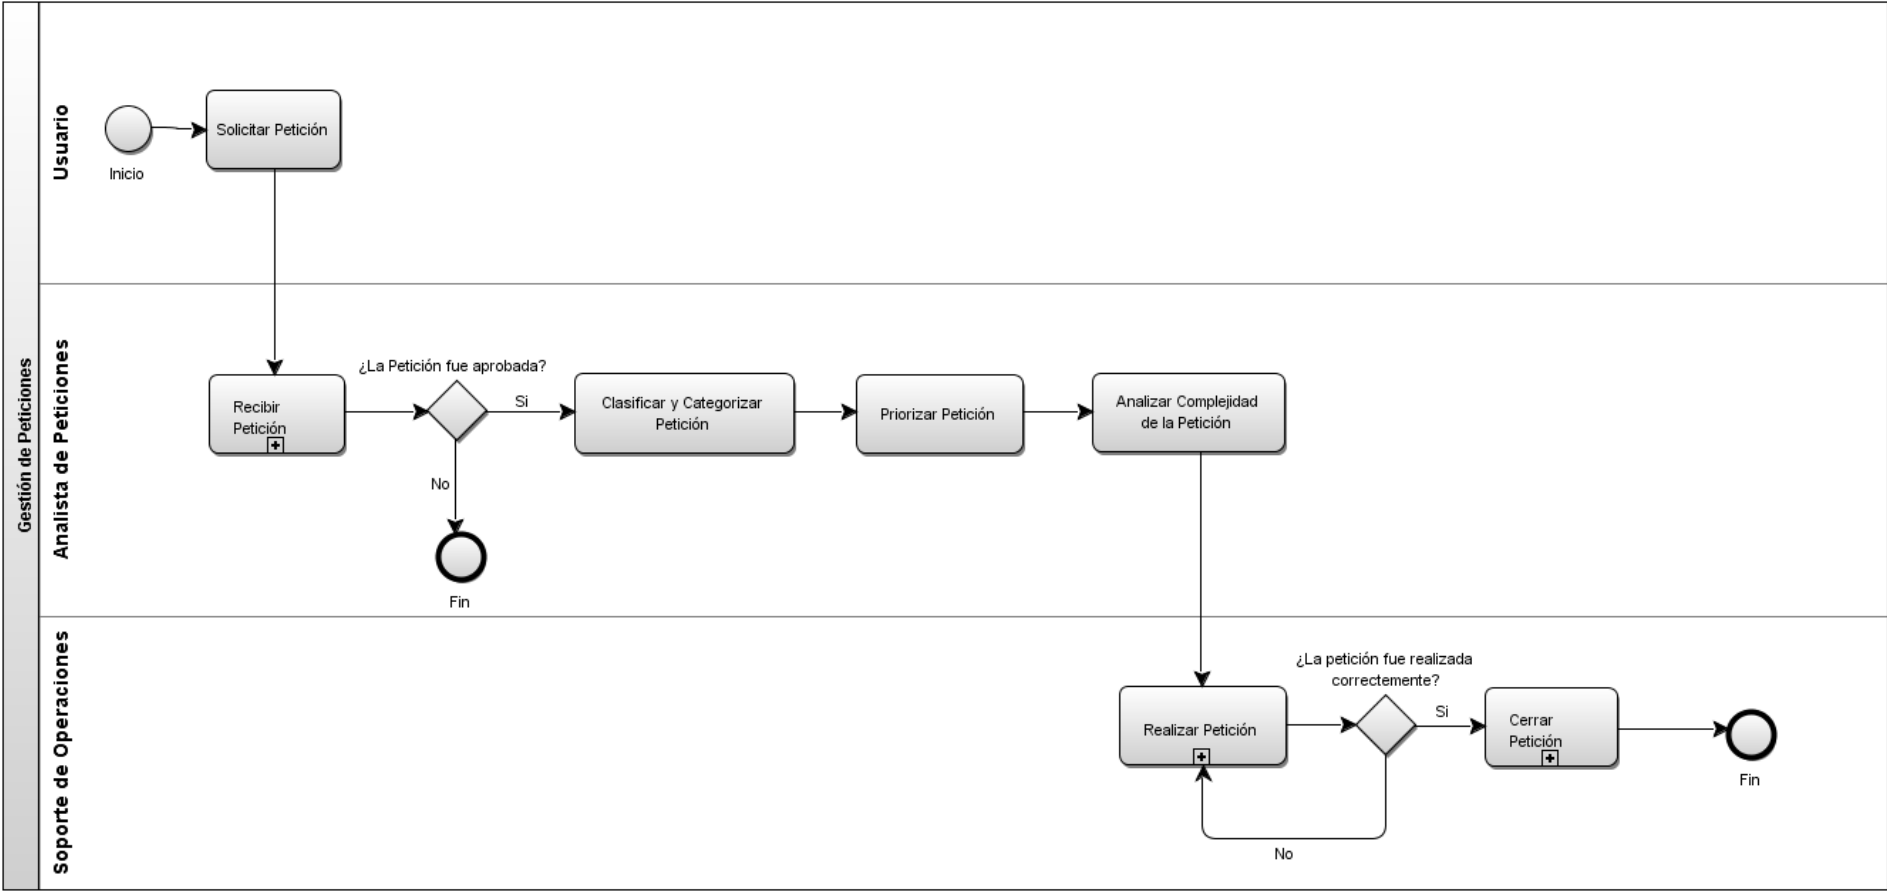 Gestión de Peticiones
Usuario
Inicio
Solicitar Petición
Analista de Peticiones
Recibir
Petición
¿La Petición fue aprobada?
Si
No
Fin
Clasificar y Categorizar
Petición
Priorizar Petición
Analizar Complejidad
de la Petición
Soporte de Operaciones
Realizar Petición
¿La petición fue realizada
correctemente?
Si
No
Cerrar
Petición
Fin